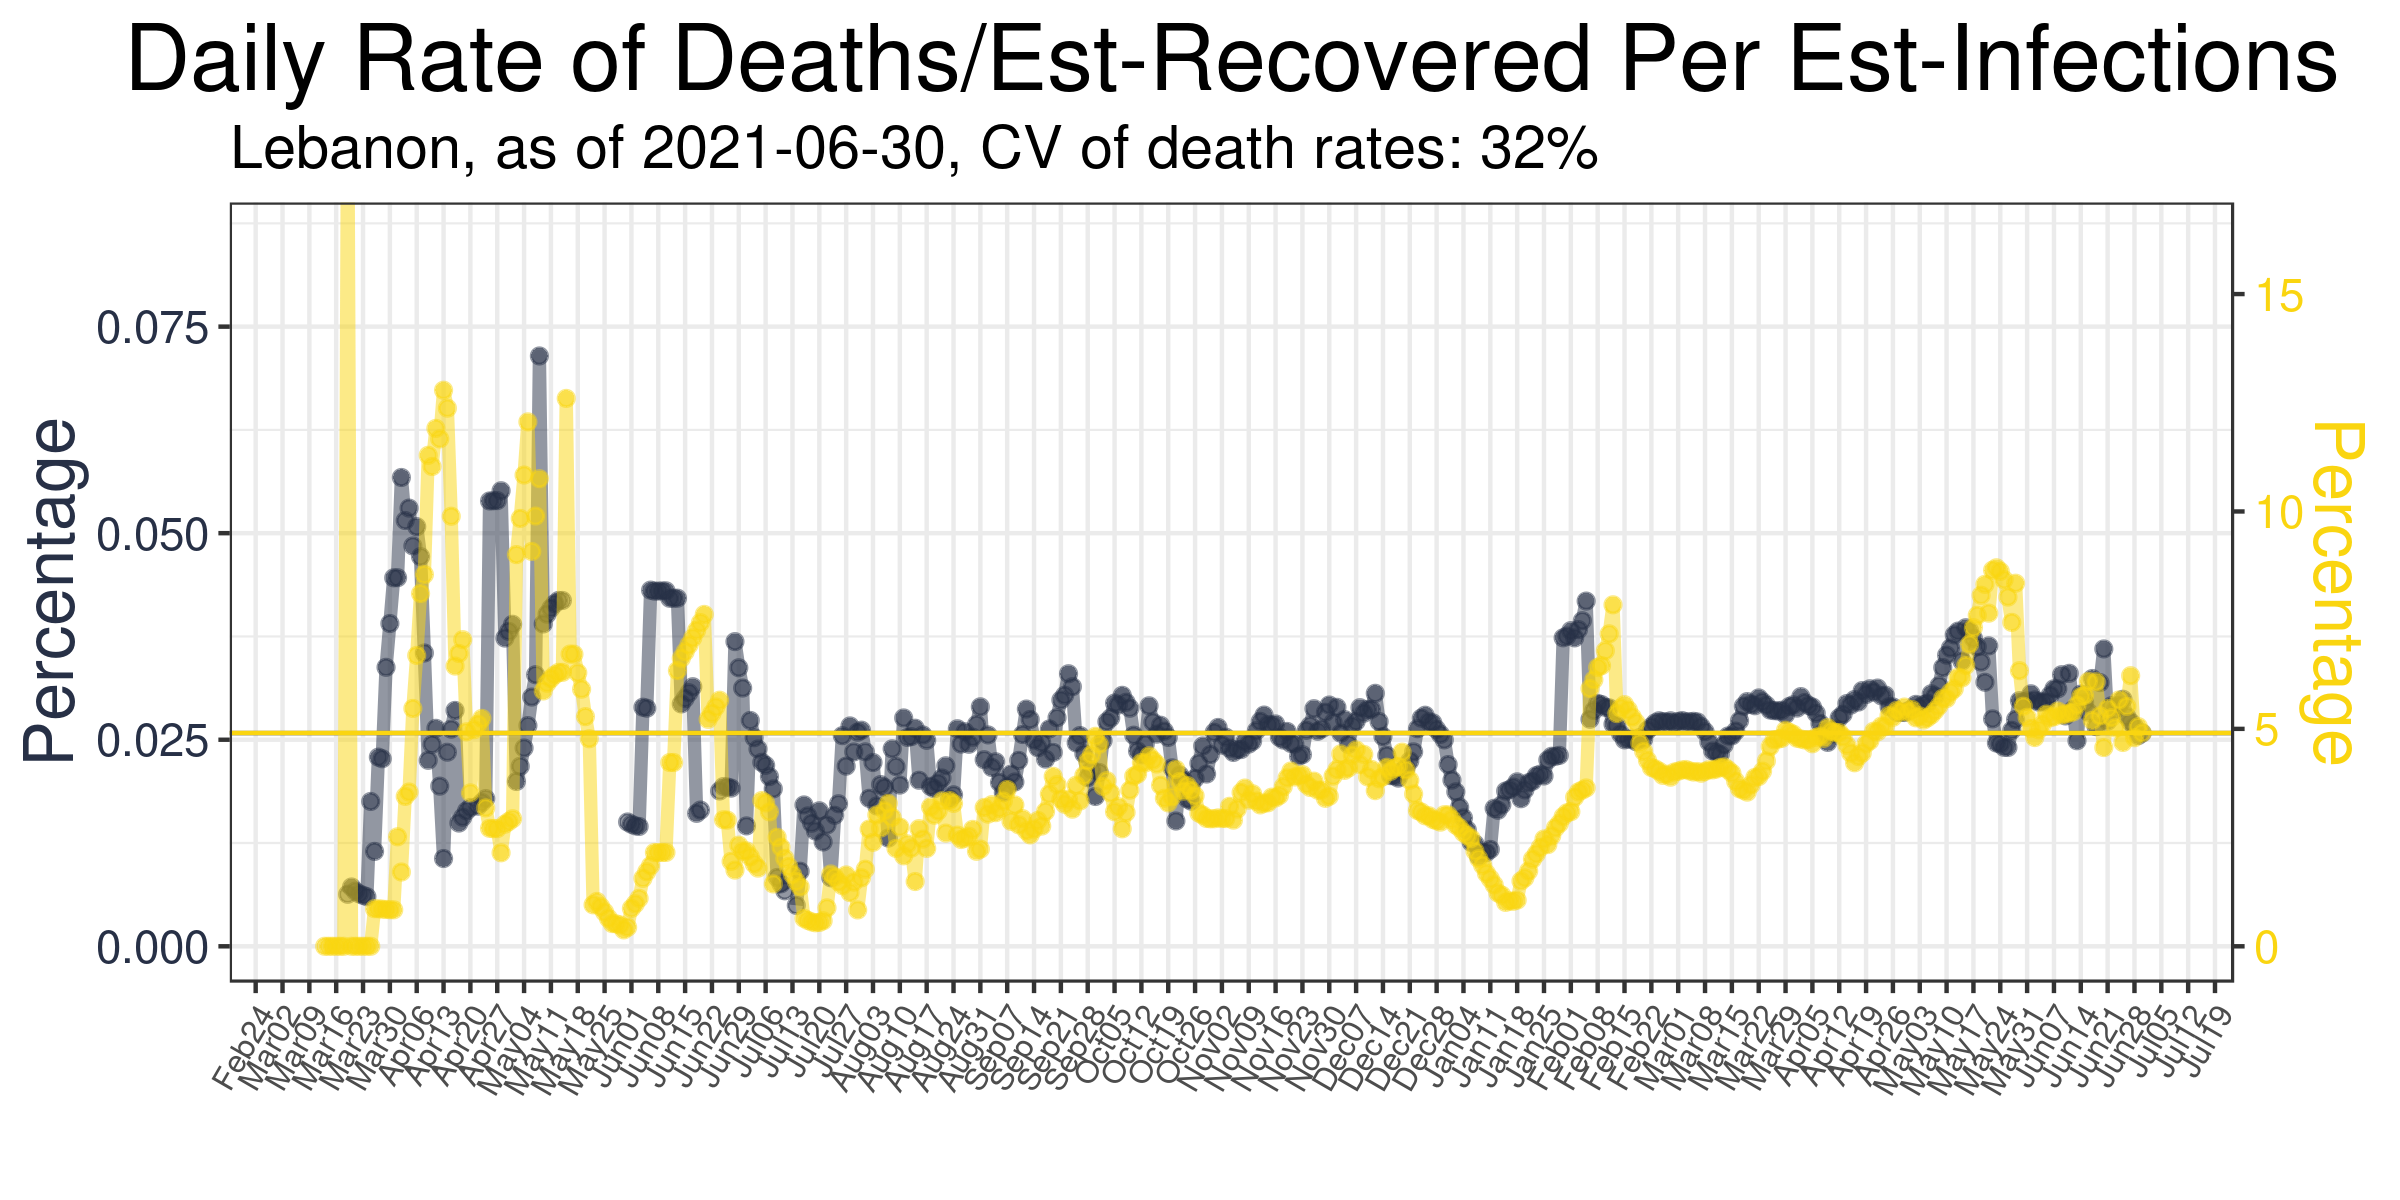 Daily Rate of Deaths/Est-Recovered Per Est-Infections
Lebanon, as of 2021-06-30, CV of death rates: 32%
Percentage
0.075
0.050
0.025
0.000
15
10
5
0
Percentage
Feb24
Mar02
Mar09
Mar16
Mar23
Mar30
Apr06
Apr13
Apr20
Apr27
May04
May11
May18
May25
Jun01
Jun08
Jun15
Jun22
Jun29
Jul06
Jul13
Jul20
Jul27
Aug03
Aug10
Aug17
Aug24
Aug31
Sep07
Sep14
Sep21
Sep28
Oct05
Oct12
Oct19
Oct26
Nov02
Nov09
Nov16
Nov23
Nov30
Dec07
Dec14
Dec21
Dec28
Jan04
Jan11
Jan18
Jan25
Feb01
Feb08
Feb15
Feb22
Mar01
Mar08
Mar15
Mar22
Mar29
Apr05
Apr12
Apr19
Apr26
May03
May10
May17
May24
May31
Jun07
Jun14
Jun21
Jun28
Jul05
Jul12
Jul19